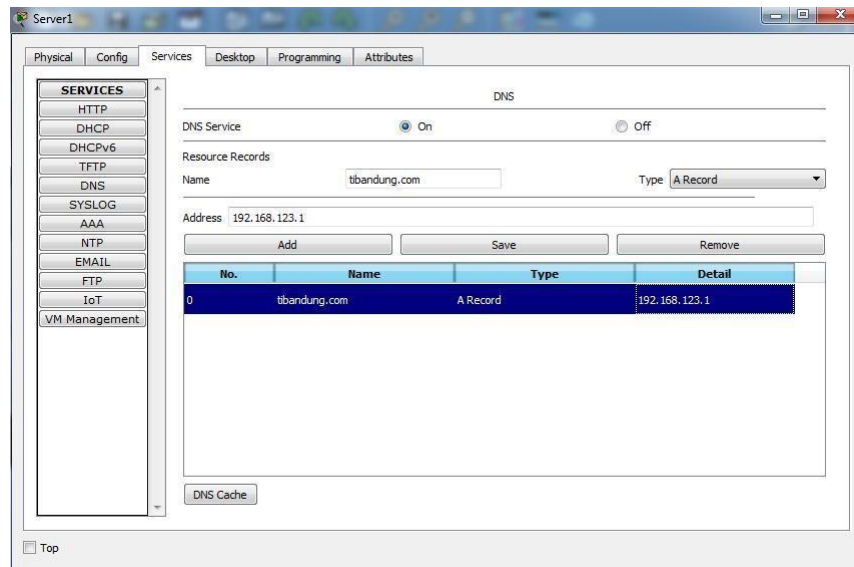 Server1
Physical Config Services Desktop Programming Attributes
SERVICES
HTTP
DHCP
DHCPv6
TFTP
DNS
SYSLOG
AAA
NTP
EMAIL
FTP
IoT
VM Management
DNS
DNS Service On Off
Resource Records
Name tibandung.com Type A Record
Address 192.168.123.1
Add Save Remove
No. Name Type Detail
0 tibandung.com A Record 192.168.123.1
DNS Cache
Top